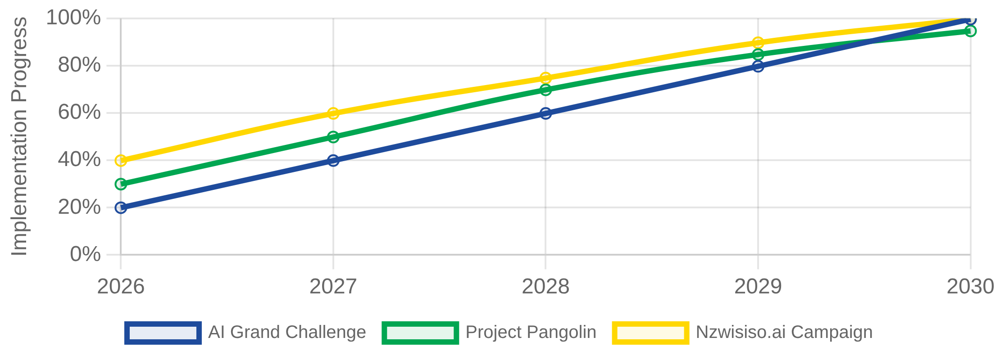 Implementation Progress
100%
80%
60%
40%
20%
0%
2026 2027 2028 2029 2030
AI Grand Challenge Project Pangolin Nzwisiso.ai Campaign